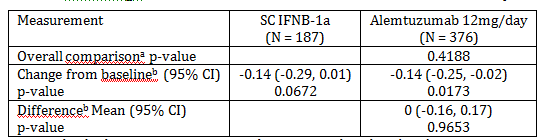 Measurement SC IFNB-1a Alemtuzumab 12mg/day
(N = 187) (N = 376)
Overall comparisonᵃ p-value 0.4188
Change from baselineᵇ (95% CI) -0.14 (-0.29, 0.01) -0.14 (-0.25, -0.02)
p-value 0.0672 0.0173
Differenceᵇ Mean (95% CI) 0 (-0.16, 0.17)
p-value 0.9653